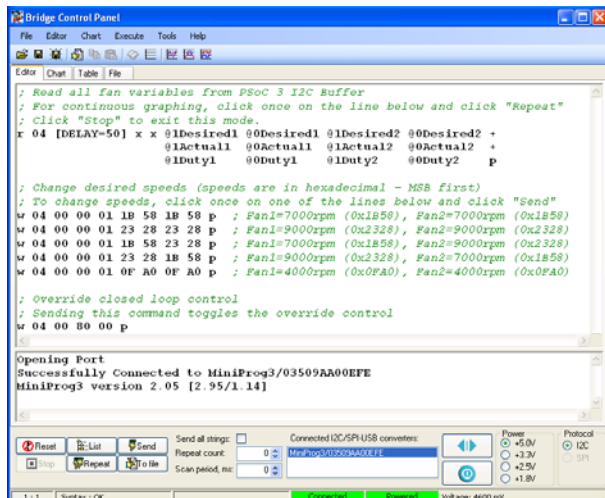 Bridge Control Panel
File Editor Chart Execute Tools Help
Editor Chart Table File
; Read all fan variables from PSoC 3 I2C Buffer
; For continuous graphing, click once on the line below and click "Repeat"
; Click "Stop" to exit this mode.
r 04 [DELAY=50] x x @1Desired1 @0Desired1 @1Desired2 @0Desired2 +
@1Actual1 @0Actual1 @1Actual2 @0Actual2 +
@1Duty1 @0Duty1 @1Duty2 @0Duty2 p
; Change desired speeds (speeds are in hexadecimal - MSB first)
; To change speeds, click once on one of the lines below and click "Send"
w 04 00 00 01 1B 58 1B 58 p ; Fan1=7000rpm (0x1B58), Fan2=7000rpm (0x1B58)
w 04 00 00 01 23 28 23 28 p ; Fan1=9000rpm (0x2328), Fan2=9000rpm (0x2328)
w 04 00 00 01 1B 58 23 28 p ; Fan1=7000rpm (0x1B58), Fan2=9000rpm (0x2328)
w 04 00 00 01 23 28 1B 58 p ; Fan1=9000rpm (0x2328), Fan2=7000rpm (0x1B58)
w 04 00 00 01 0F A0 0F A0 p ; Fan1=4000rpm (0x0FA0), Fan2=4000rpm (0x0FA0)
; Override closed loop control
; Sending this command toggles the override control
w 04 00 80 00 p
Opening Port
Successfully Connected to MiniProg3/03509AA00EFE
MiniProg3 version 2.05 [2.95/1.14]
Reset List Send Send all strings: Connected I2C/SPI-USB converters: Power Protocol
Repeat count: 0 MiniProg3/03509AA00EFE +5.0V I2C
Stop Repeat To file Scan period, ms: 0 +3.3V SPI
+2.5V
+1.8V
1 : 1 Syntax : OK Connected Powered Voltage: 4600 mV